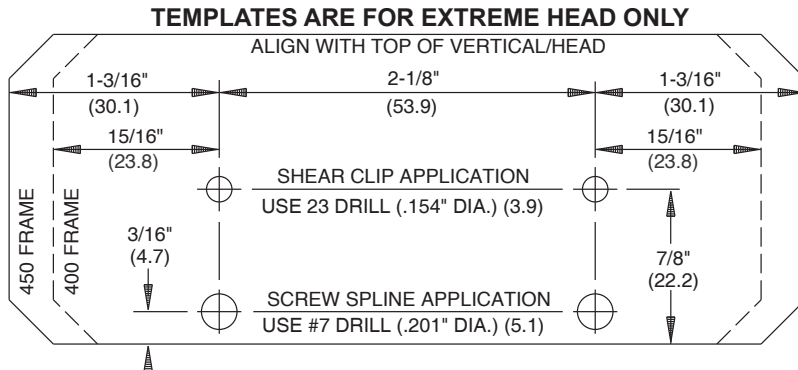 TEMPLATES ARE FOR EXTREME HEAD ONLY
ALIGN WITH TOP OF VERTICAL/HEAD
1-3/16"
(30.1)
2-1/8"
(53.9)
1-3/16"
(30.1)
15/16"
(23.8)
15/16"
(23.8)
SHEAR CLIP APPLICATION
USE 23 DRILL (.154" DIA.) (3.9)
450 FRAME
400 FRAME
3/16"
(4.7)
7/8"
(22.2)
SCREW SPLINE APPLICATION
USE #7 DRILL (.201" DIA.) (5.1)